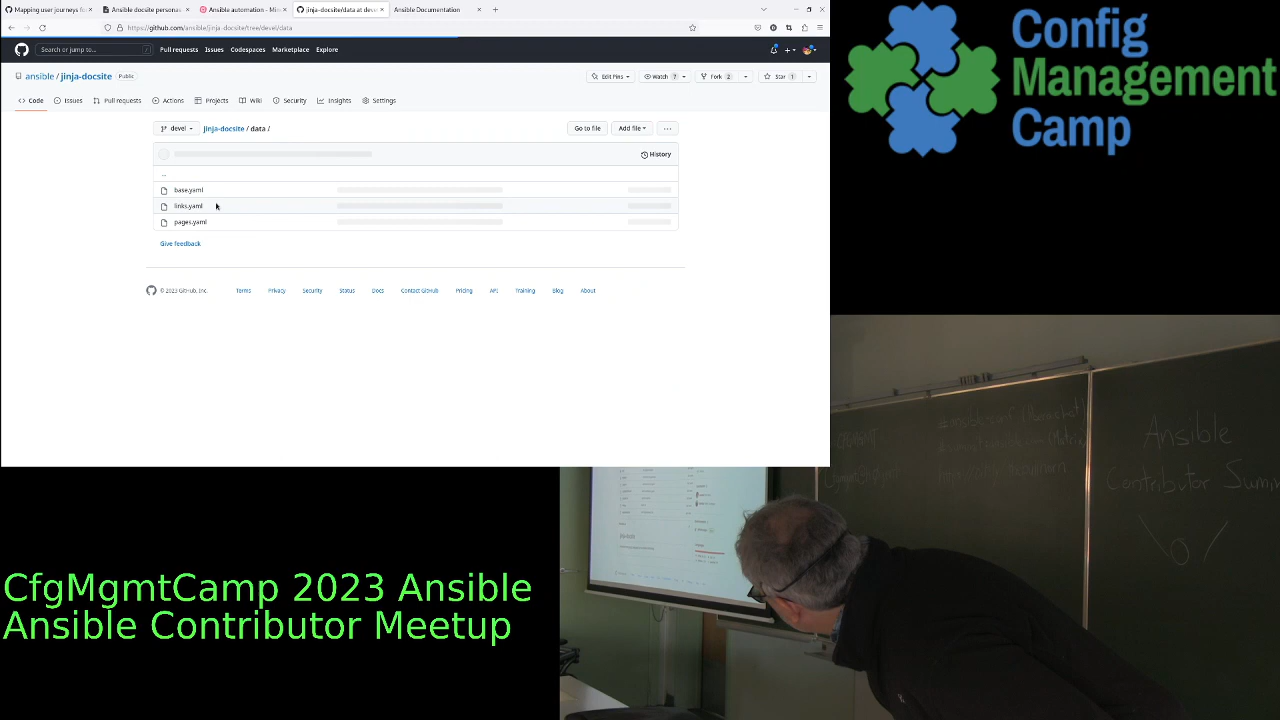 Mapping user journeys fo
Ansible docsite personas
Ansible automation - Min
jinja-docsite/data at deve
Ansible Documentation
https://github.com/ansible/jinja-docsite/tree/devel/data
Search or jump to...
Pull requests
Issues
Codespaces
Marketplace
Explore
ansible / jinja-docsite
Public
Edit Pins
Watch 7
Fork 2
Star 1
Code
Issues
Pull requests
Actions
Projects
Wiki
Security
Insights
Settings
devel
jinja-docsite / data /
Go to file
Add file
History
..
base.yaml
links.yaml
pages.yaml
Give feedback
© 2023 GitHub, Inc.
Terms
Privacy
Security
Status
Docs
Contact GitHub
Pricing
API
Training
Blog
About
Config
Management
Camp
Ansible
Contributor Summi
\o/
CfgMgmtCamp 2023 Ansible
Ansible Contributor Meetup